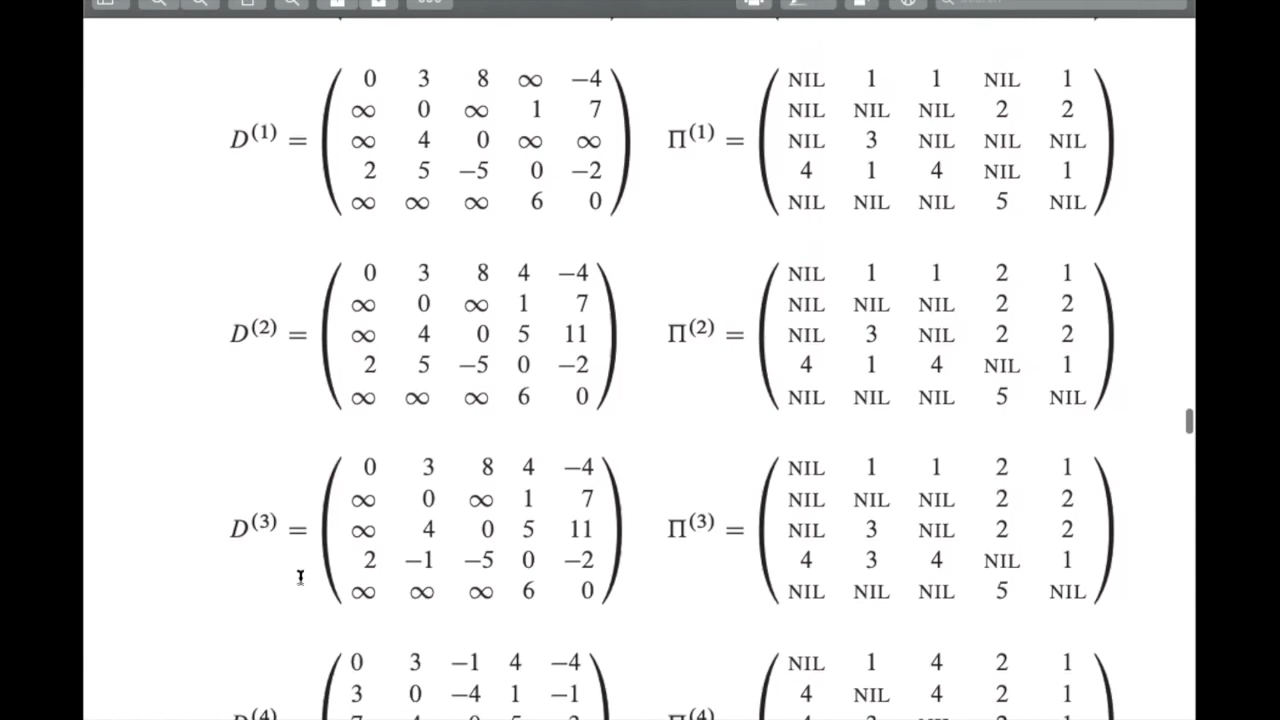 0 3 8 ∞ −4 NIL 1 1 NIL 1
∞ 0 ∞ 1 7 NIL NIL NIL 2 2
D(1) = ∞ 4 0 ∞ ∞ Π(1) = NIL 3 NIL NIL NIL
2 5 −5 0 −2 4 1 4 NIL 1
∞ ∞ ∞ 6 0 NIL NIL NIL 5 NIL
0 3 8 4 −4 NIL 1 1 2 1
∞ 0 ∞ 1 7 NIL NIL NIL 2 2
D(2) = ∞ 4 0 5 11 Π(2) = NIL 3 NIL 2 2
2 5 −5 0 −2 4 1 4 NIL 1
∞ ∞ ∞ 6 0 NIL NIL NIL 5 NIL
0 3 8 4 −4 NIL 1 1 2 1
∞ 0 ∞ 1 7 NIL NIL NIL 2 2
D(3) = ∞ 4 0 5 11 Π(3) = NIL 3 NIL 2 2
2 −1 −5 0 −2 4 3 4 NIL 1
∞ ∞ ∞ 6 0 NIL NIL NIL 5 NIL
0 3 −1 4 −4 NIL 1 4 2 1
3 0 −4 1 −1 4 NIL 4 2 1
D(4) Π(4)